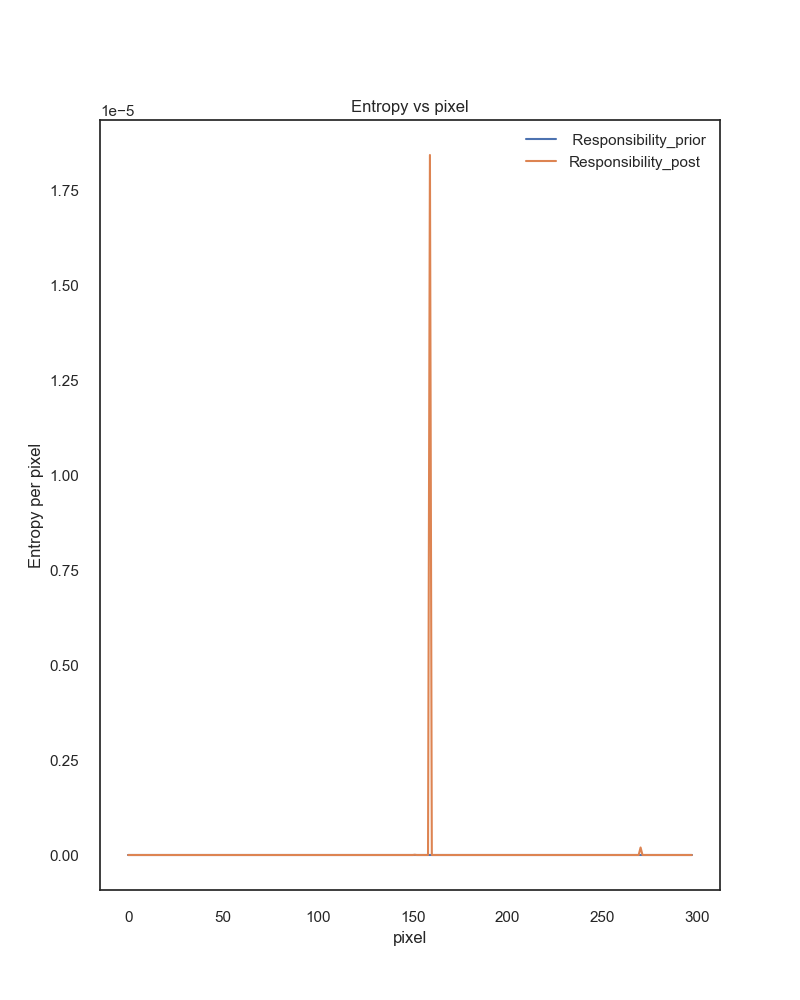 Entropy vs pixel
1e−5
Responsibility_prior
Responsibility_post
1.75
1.50
1.25
1.00
0.75
0.50
0.25
0.00
Entropy per pixel
0 50 100 150 200 250 300
pixel